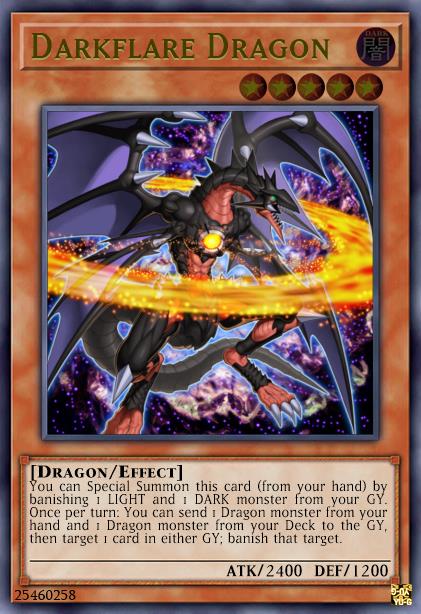 DARKFLARE DRAGON
DARK
闇
[DRAGON/EFFECT]
You can Special Summon this card (from your hand) by
banishing 1 LIGHT and 1 DARK monster from your GY.
Once per turn: You can send 1 Dragon monster from your
hand and 1 Dragon monster from your Deck to the GY,
then target 1 card in either GY; banish that target.
ATK/2400 DEF/1200
25460258